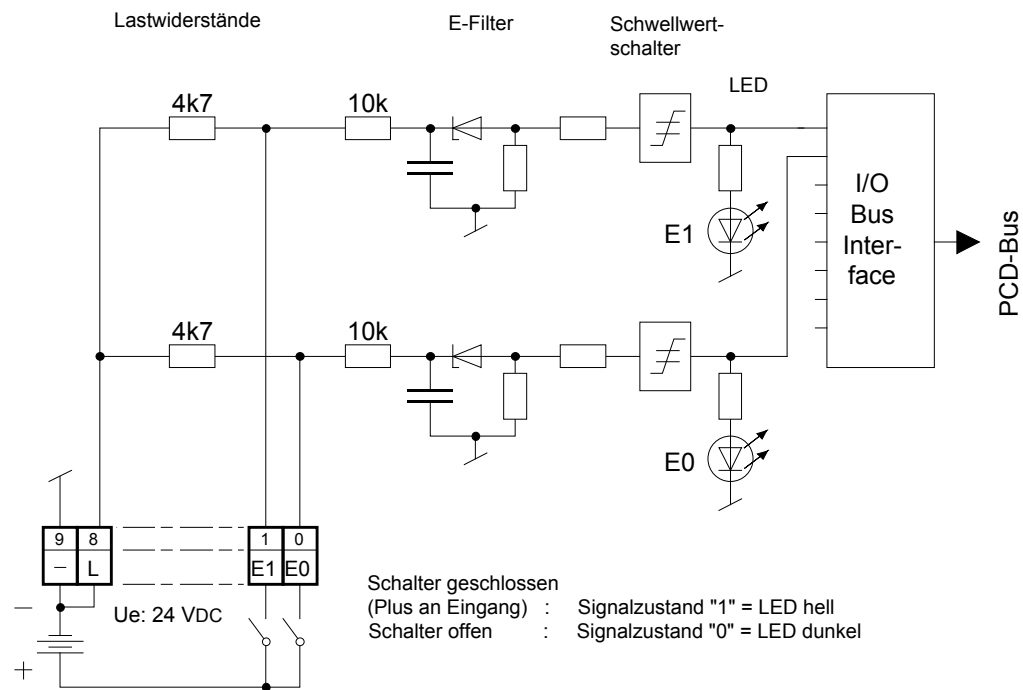 Lastwiderstände
E-Filter
Schwellwert-
schalter
LED
4k7
10k
I/O
Bus
Inter-
face
PCD-Bus
E1
4k7
10k
E0
9
8
1
0
–
L
E1
E0
–
Ue: 24 VDC
+
Schalter geschlossen
(Plus an Eingang) : Signalzustand "1" = LED hell
Schalter offen : Signalzustand "0" = LED dunkel